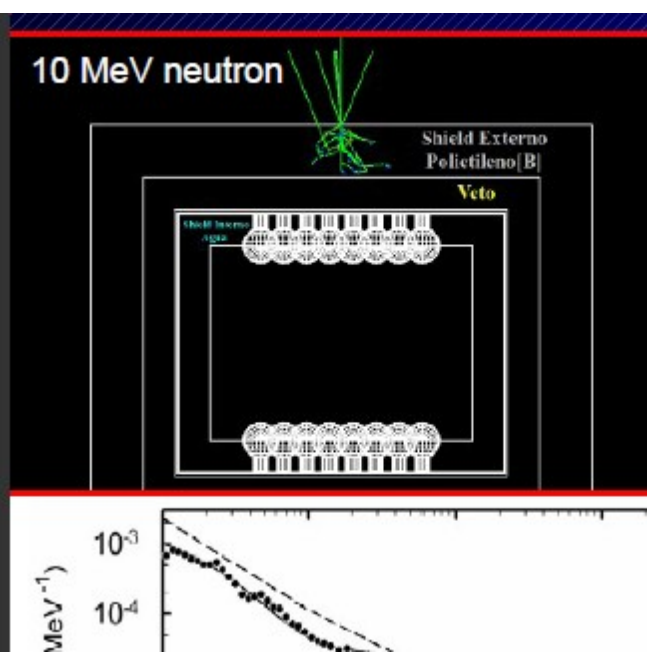 10 MeV neutron
Shield Externo
Polietileno[B]
Veto
Shield Interno
Agua
10-3
10-4
MeV-1)